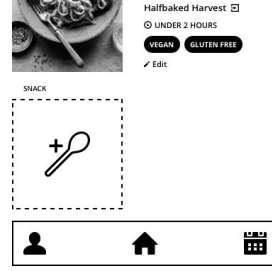 Halfbaked Harvest
UNDER 2 HOURS
VEGAN GLUTEN FREE
Edit
SNACK